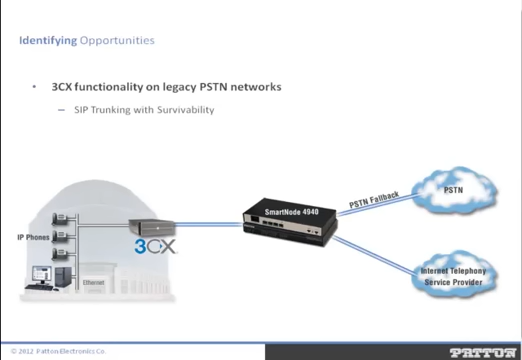 Identifying Opportunities
• 3CX functionality on legacy PSTN networks
– SIP Trunking with Survivability
IP Phones
Ethernet
3CX
SmartNode 4940
PSTN Fallback
PSTN
Internet Telephony
Service Provider
© 2012 Patton Electronics Co.
PATTON